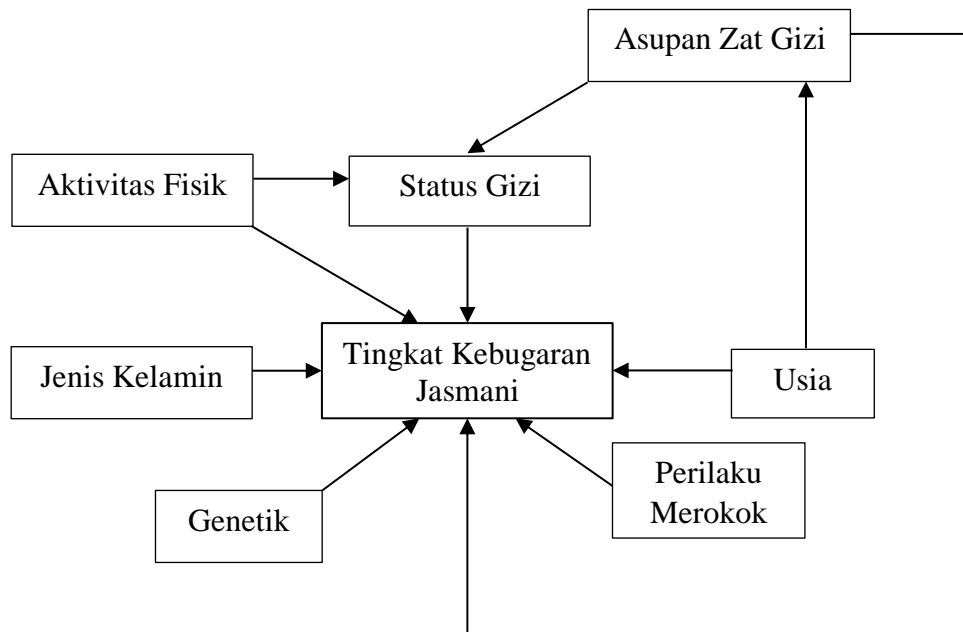 Asupan Zat Gizi
Aktivitas Fisik
Status Gizi
Jenis Kelamin
Tingkat Kebugaran
Jasmani
Usia
Genetik
Perilaku
Merokok